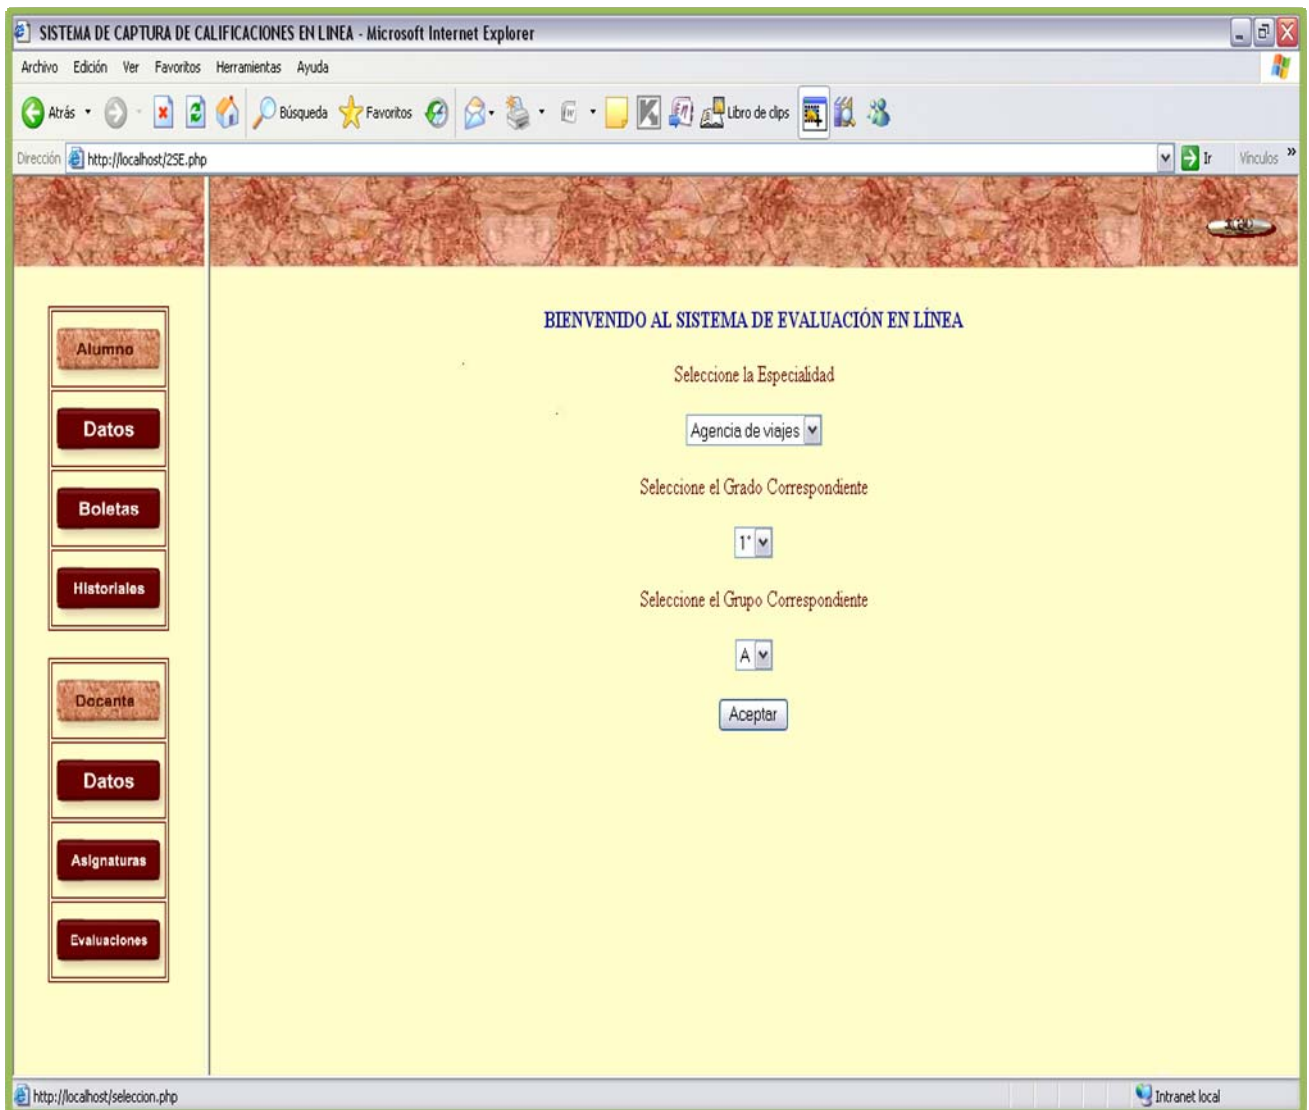 SISTEMA DE CAPTURA DE CALIFICACIONES EN LINEA - Microsoft Internet Explorer
Archivo Edición Ver Favoritos Herramientas Ayuda
Atrás Búsqueda Favoritos Libro de clips
Dirección http://localhost/25E.php Ir Vínculos »
Alumno
Datos
Boletas
Historiales
Docente
Datos
Asignaturas
Evaluaciones
BIENVENIDO AL SISTEMA DE EVALUACIÓN EN LÍNEA
Seleccione la Especialidad
Agencia de viajes
Seleccione el Grado Correspondiente
1°
Seleccione el Grupo Correspondiente
A
Aceptar
http://localhost/seleccion.php Intranet local